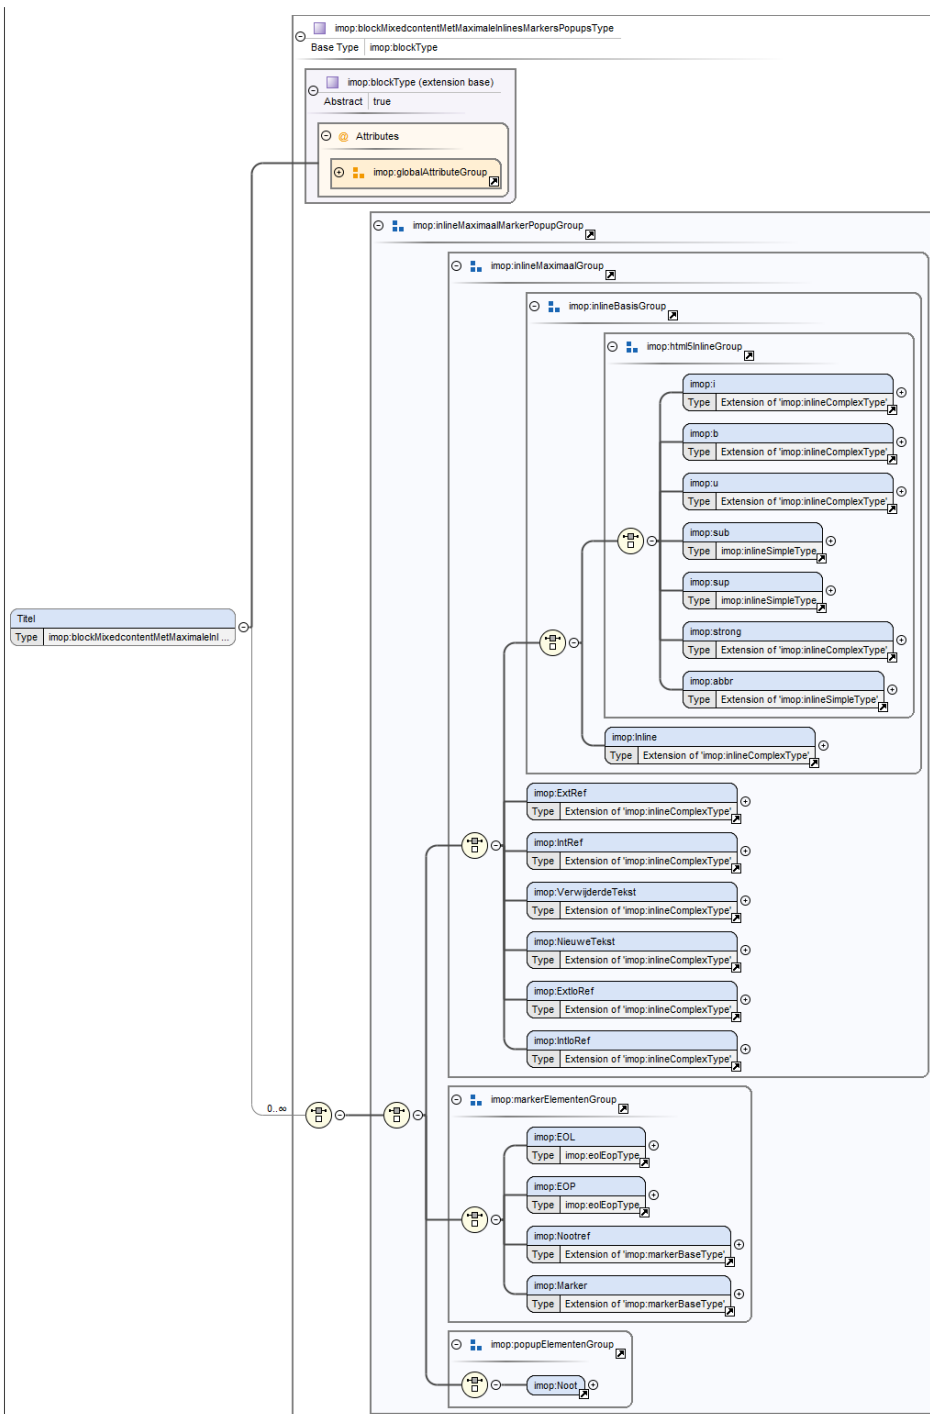 imop:blockMixedcontentMetMaximaleInlinesMarkersPopupsType
Base Type imop:blockType
imop:blockType (extension base)
Abstract true
@ Attributes
imop:globalAttributeGroup
imop:inlineMaximaalMarkerPopupGroup
imop:inlineMaximaalGroup
imop:inlineBasisGroup
imop:html5InlineGroup
imop:i
Type Extension of 'imop:inlineComplexType'
imop:b
Type Extension of 'imop:inlineComplexType'
imop:u
Type Extension of 'imop:inlineComplexType'
imop:sub
Type imop:inlineSimpleType
imop:sup
Type imop:inlineSimpleType
Titel
Type imop:blockMixedcontentMetMaximaleInl ...
imop:strong
Type Extension of 'imop:inlineComplexType'
imop:abbr
Type Extension of 'imop:inlineSimpleType'
imop:Inline
Type Extension of 'imop:inlineComplexType'
imop:ExtRef
Type Extension of 'imop:inlineComplexType'
imop:IntRef
Type Extension of 'imop:inlineComplexType'
imop:VerwijderdeTekst
Type Extension of 'imop:inlineComplexType'
imop:NieuweTekst
Type Extension of 'imop:inlineComplexType'
imop:ExtIoRef
Type Extension of 'imop:inlineComplexType'
imop:IntIoRef
Type Extension of 'imop:inlineComplexType'
0..∞
imop:markerElementenGroup
imop:EOL
Type imop:eolEopType
imop:EOP
Type imop:eolEopType
imop:Nootref
Type Extension of 'imop:markerBaseType'
imop:Marker
Type Extension of 'imop:markerBaseType'
imop:popupElementenGroup
imop:Noot